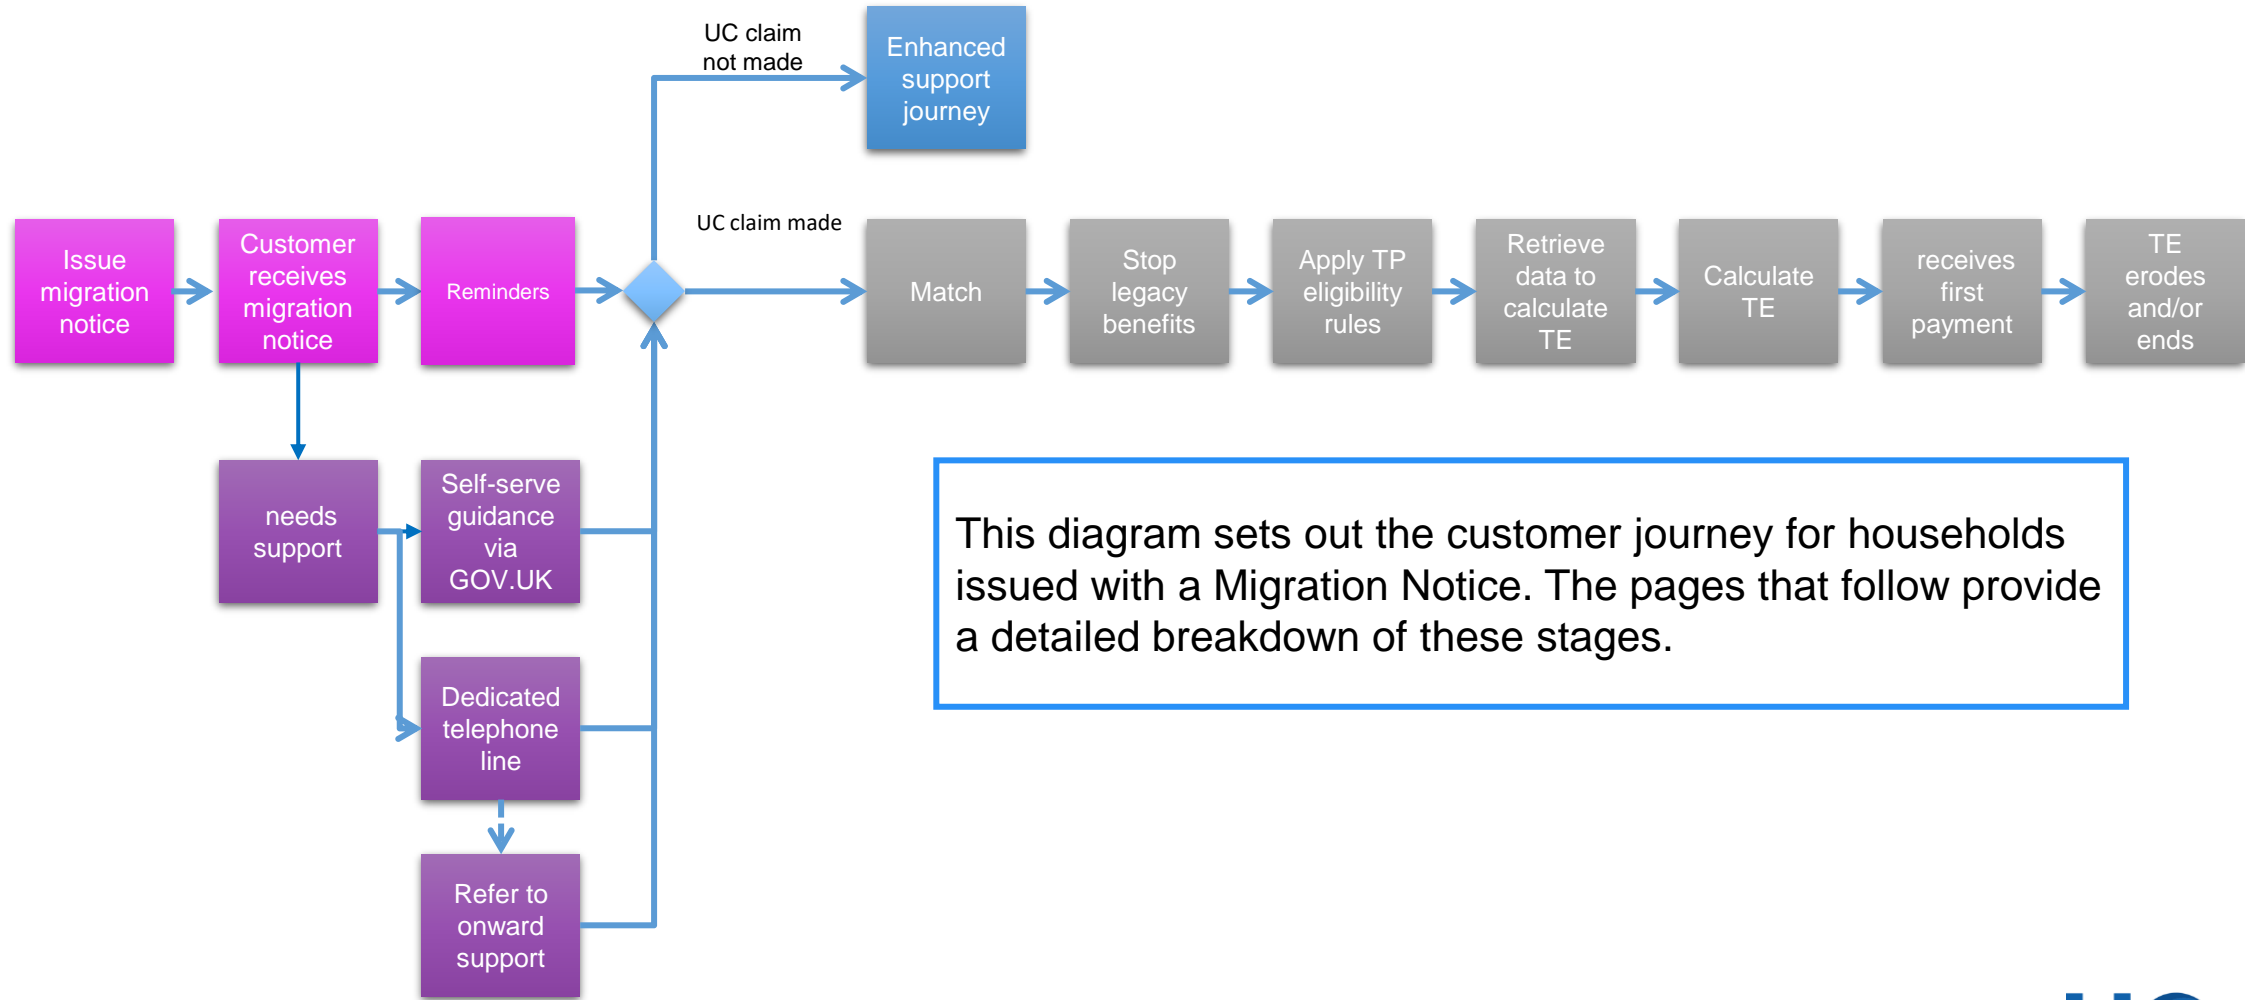 UC claim
not made
Enhanced
support
journey
Issue
migration
notice
Customer
receives
migration
notice
Reminders
UC claim made
Match
Stop
legacy
benefits
Apply TP
eligibility
rules
Retrieve
data to
calculate
TE
Calculate
TE
receives
first
payment
TE
erodes
and/or
ends
needs
support
Self-serve
guidance
via
GOV.UK
Dedicated
telephone
line
Refer to
onward
support
This diagram sets out the customer journey for households
issued with a Migration Notice. The pages that follow provide
a detailed breakdown of these stages.